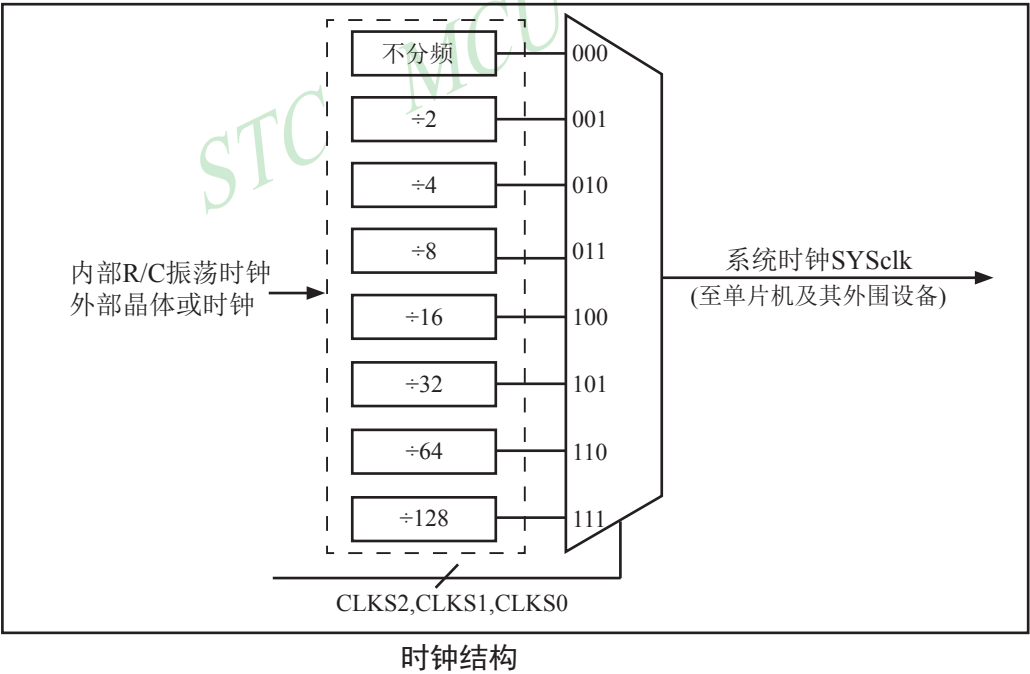 STC MCU
不分频
000
÷2
001
÷4
010
÷8
011
÷16
100
÷32
101
÷64
110
÷128
111
内部R/C振荡时钟
外部晶体或时钟
系统时钟SYSclk
(至单片机及其外围设备)
CLKS2,CLKS1,CLKS0
时钟结构